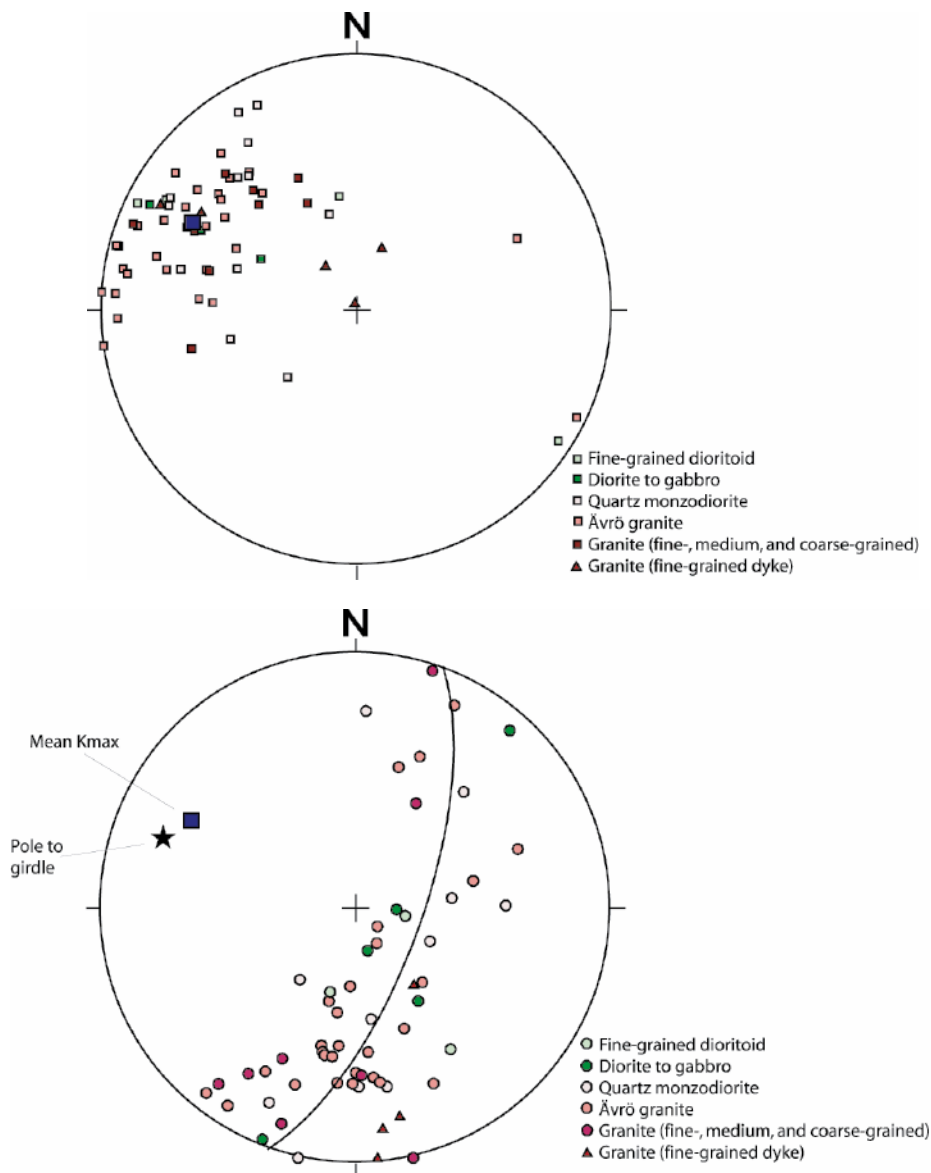 N
Fine-grained dioritoid
Diorite to gabbro
Quartz monzodiorite
Ävrö granite
Granite (fine-, medium, and coarse-grained)
Granite (fine-grained dyke)
N
Mean Kmax
Pole to
girdle
Fine-grained dioritoid
Diorite to gabbro
Quartz monzodiorite
Ävrö granite
Granite (fine-, medium, and coarse-grained)
Granite (fine-grained dyke)